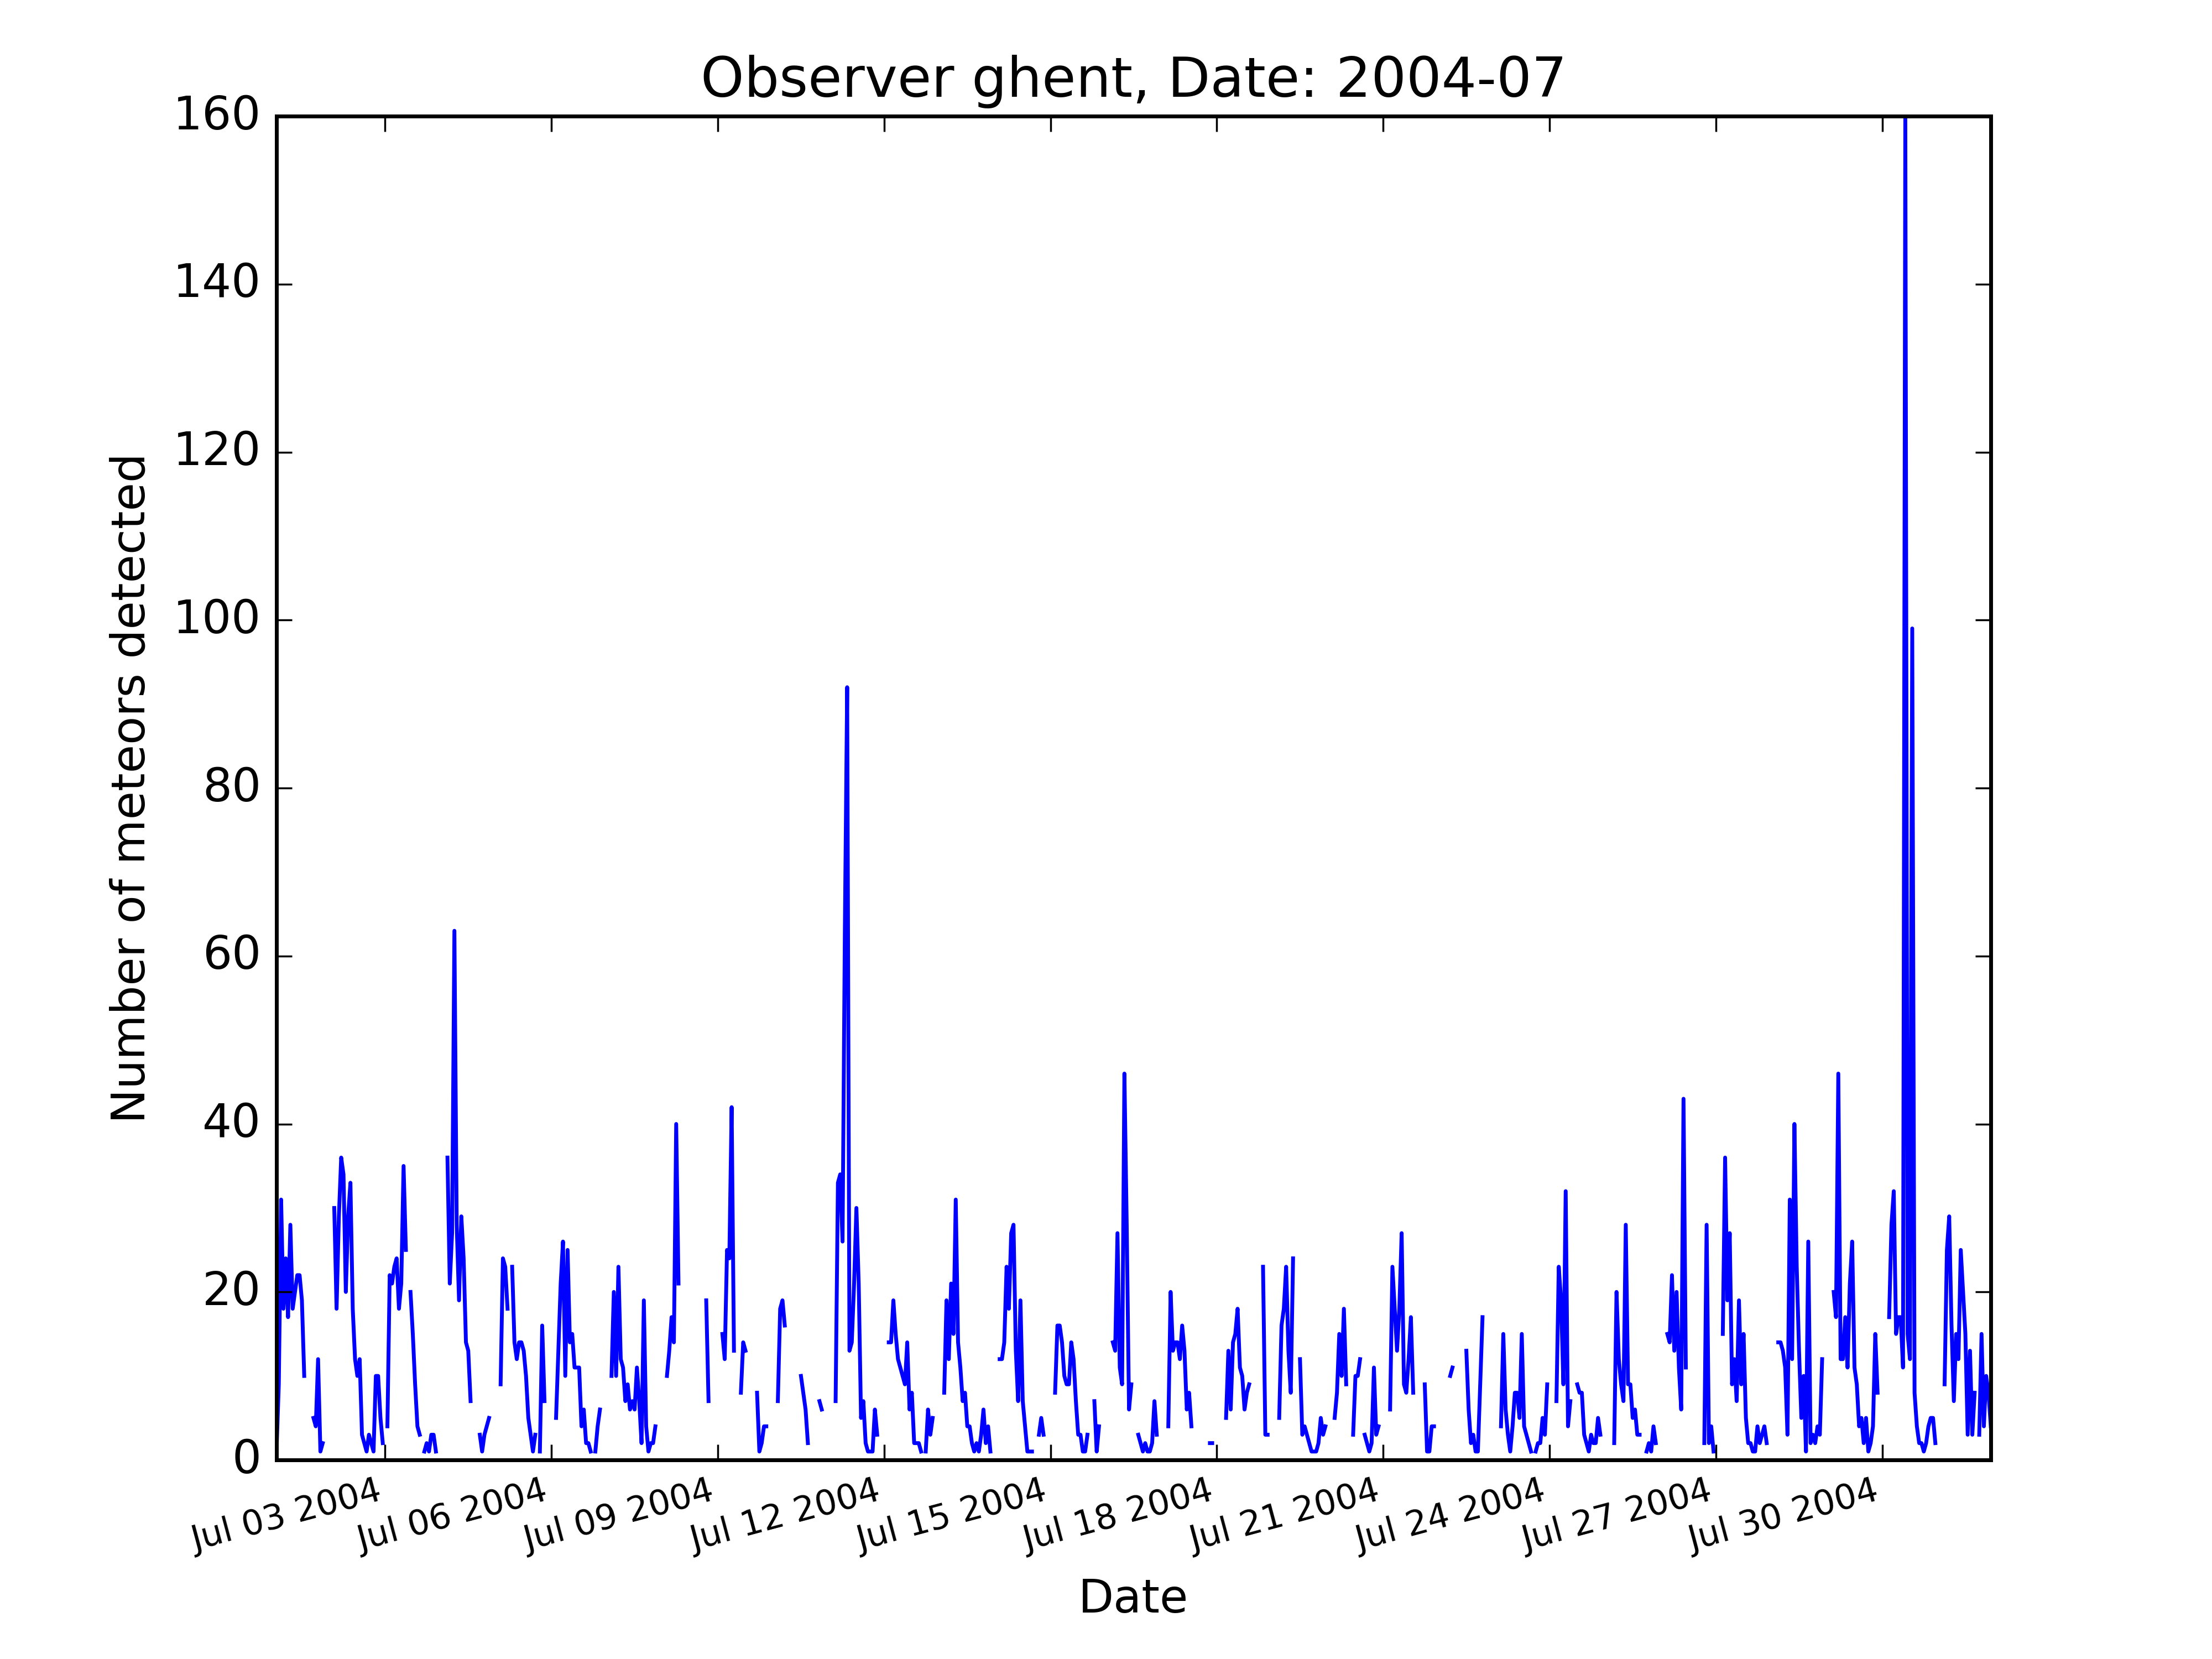 Observer ghent, Date: 2004-07
160
140
120
100
80
60
40
20
0
Number of meteors detected
Jul 03 2004
Jul 06 2004
Jul 09 2004
Jul 12 2004
Jul 15 2004
Jul 18 2004
Jul 21 2004
Jul 24 2004
Jul 27 2004
Jul 30 2004
Date